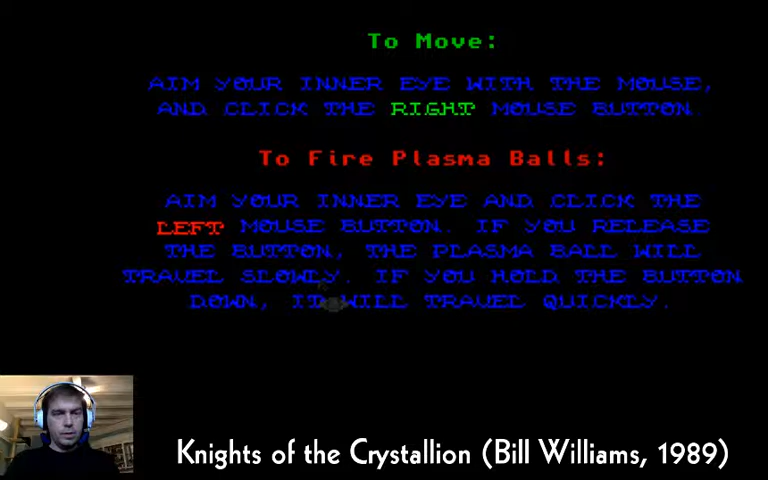 To Move:
AIM YOUR INNER EYE WITH THE MOUSE,
AND CLICK THE RIGHT MOUSE BUTTON.
To Fire Plasma Balls:
AIM YOUR INNER EYE AND CLICK THE
LEFT MOUSE BUTTON. IF YOU RELEASE
THE BUTTON, THE PLASMA BALL WILL
TRAVEL SLOWLY. IF YOU HOLD THE BUTTON
DOWN, IT WILL TRAVEL QUICKLY.
Knights of the Crystallion (Bill Williams, 1989)